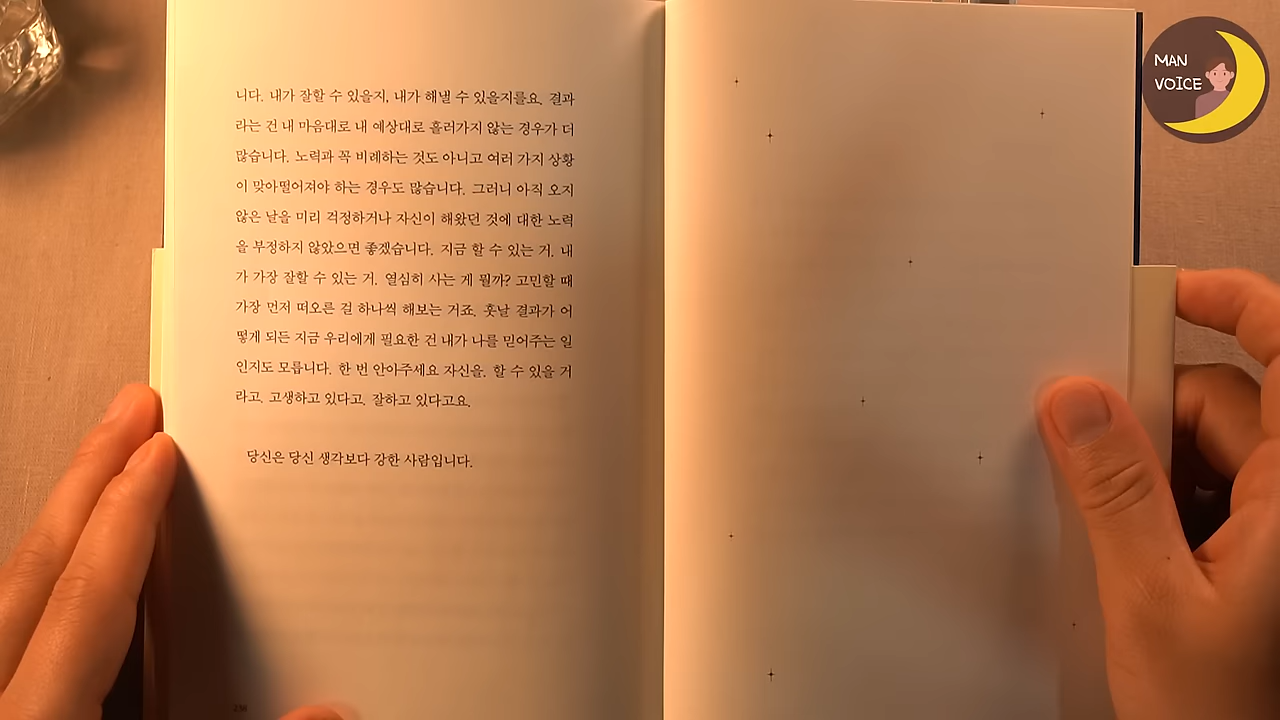 니다. 내가 잘할 수 있을지, 내가 해낼 수 있을지를요. 결과
라는 건 내 마음대로 내 예상대로 흘러가지 않는 경우가 더
많습니다. 노력과 꼭 비례하는 것도 아니고 여러 가지 상황
이 맞아떨어져야 하는 경우도 많습니다. 그러니 아직 오지
않은 날을 미리 걱정하거나 자신이 해왔던 것에 대한 노력
을 부정하지 않았으면 좋겠습니다. 지금 할 수 있는 거. 내
가 가장 잘할 수 있는 거. 열심히 사는 게 뭘까? 고민할 때
가장 먼저 떠오른 걸 하나씩 해보는 거죠. 훗날 결과가 어
떻게 되든 지금 우리에게 필요한 건 내가 나를 믿어주는 일
인지도 모릅니다. 한 번 안아주세요 자신을. 할 수 있을 거
라고. 고생하고 있다고. 잘하고 있다고요.
당신은 당신 생각보다 강한 사람입니다.
MAN
VOICE